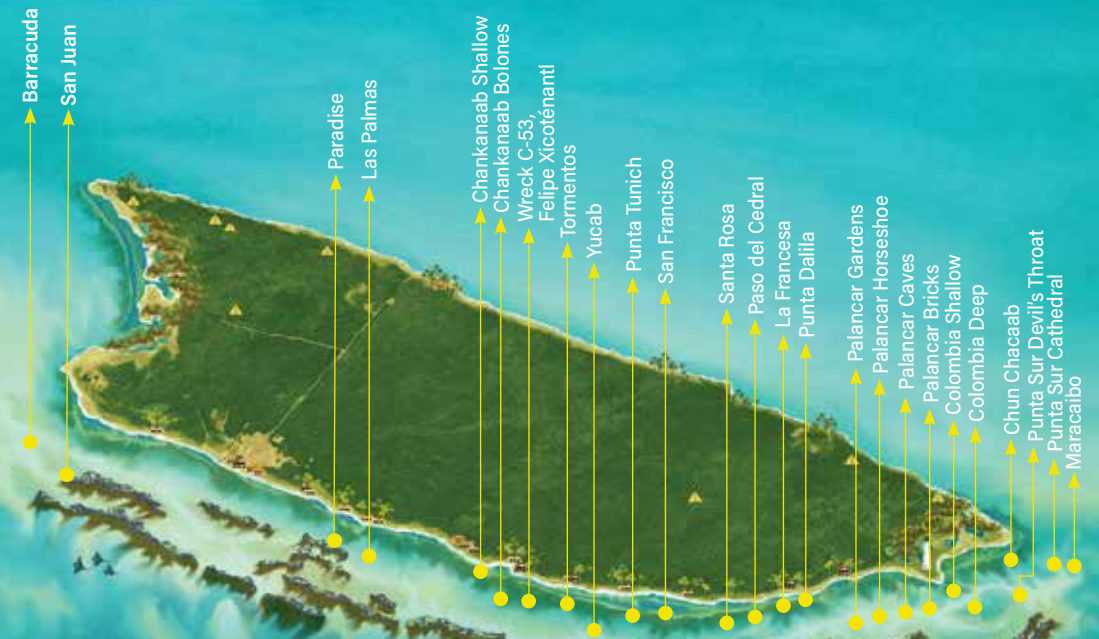 Barracuda
San Juan
Paradise
Las Palmas
Chankanaab Shallow
Chankanaab Bolones
Wreck C-53,
Felipe Xicoténantl
Tormentos
Yucab
Punta Tunich
San Francisco
Santa Rosa
Paso del Cedral
La Francesa
Punta Dalila
Palancar Gardens
Palancar Horseshoe
Palancar Caves
Palancar Bricks
Colombia Shallow
Colombia Deep
Chun Chacaab
Punta Sur Devil's Throat
Punta Sur Cathedral
Maracaibo